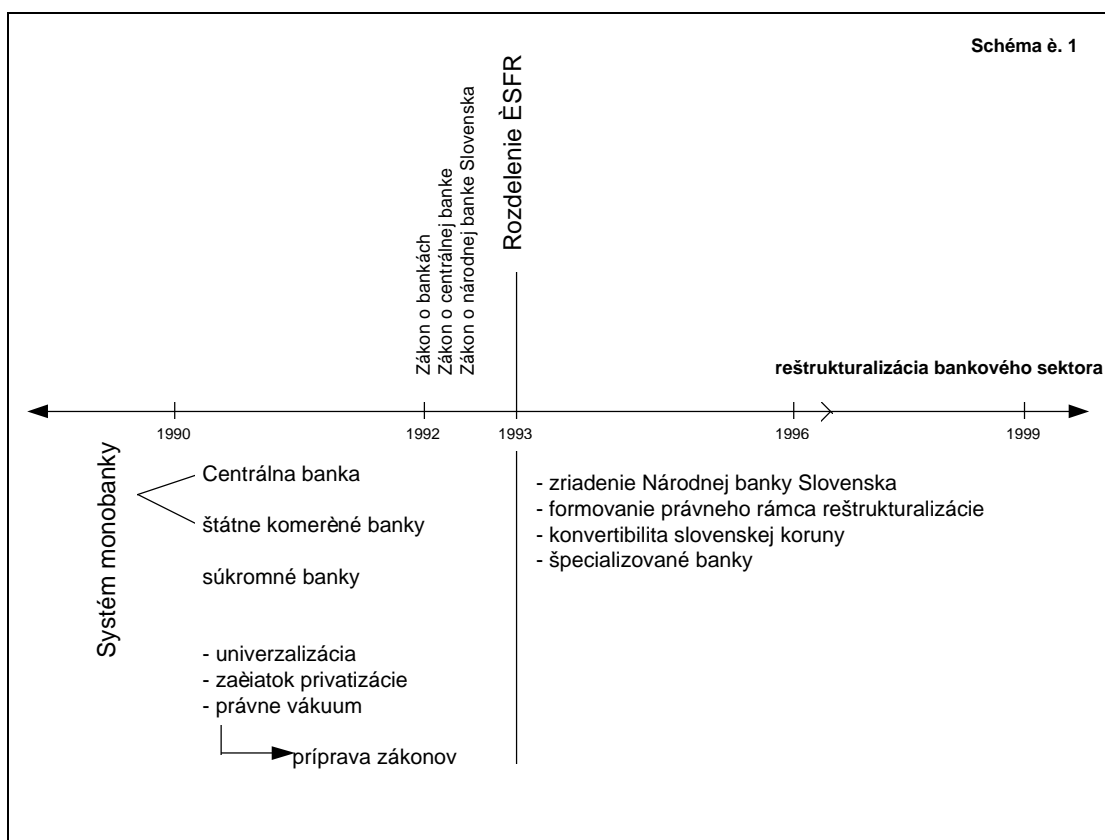 Schéma è. 1
Zákon o bankách
Zákon o centrálnej banke
Zákon o národnej banke Slovenska
Rozdelenie ÈSFR
reštrukturalizácia bankového sektora
1990
1992
1993
1996
1999
Systém monobanky
Centrálna banka
štátne komerèné banky
súkromné banky
- univerzalizácia
- zaèiatok privatizácie
- právne vákuum
príprava zákonov
- zriadenie Národnej banky Slovenska
- formovanie právneho rámca reštrukturalizácie
- konvertibilita slovenskej koruny
- špecializované banky